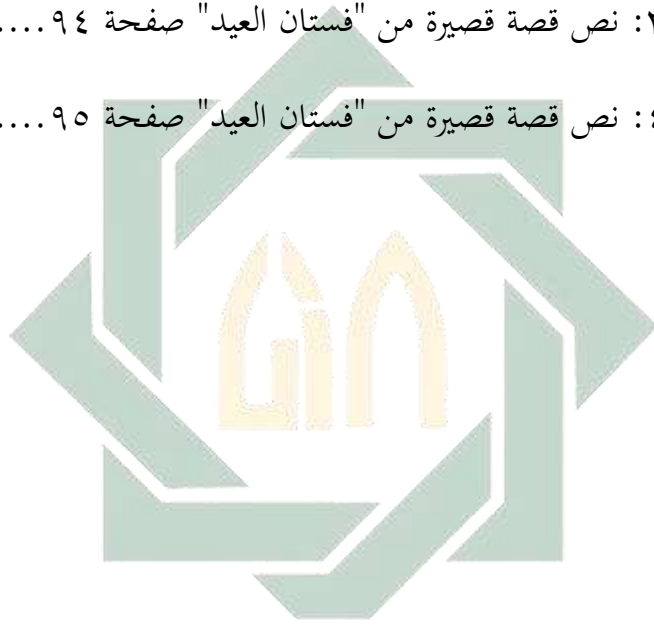 : نص قصة قصيرة من "فستان العيد" صفحة ٩٤....
: نص قصة قصيرة من "فستان العيد" صفحة ٩٥....